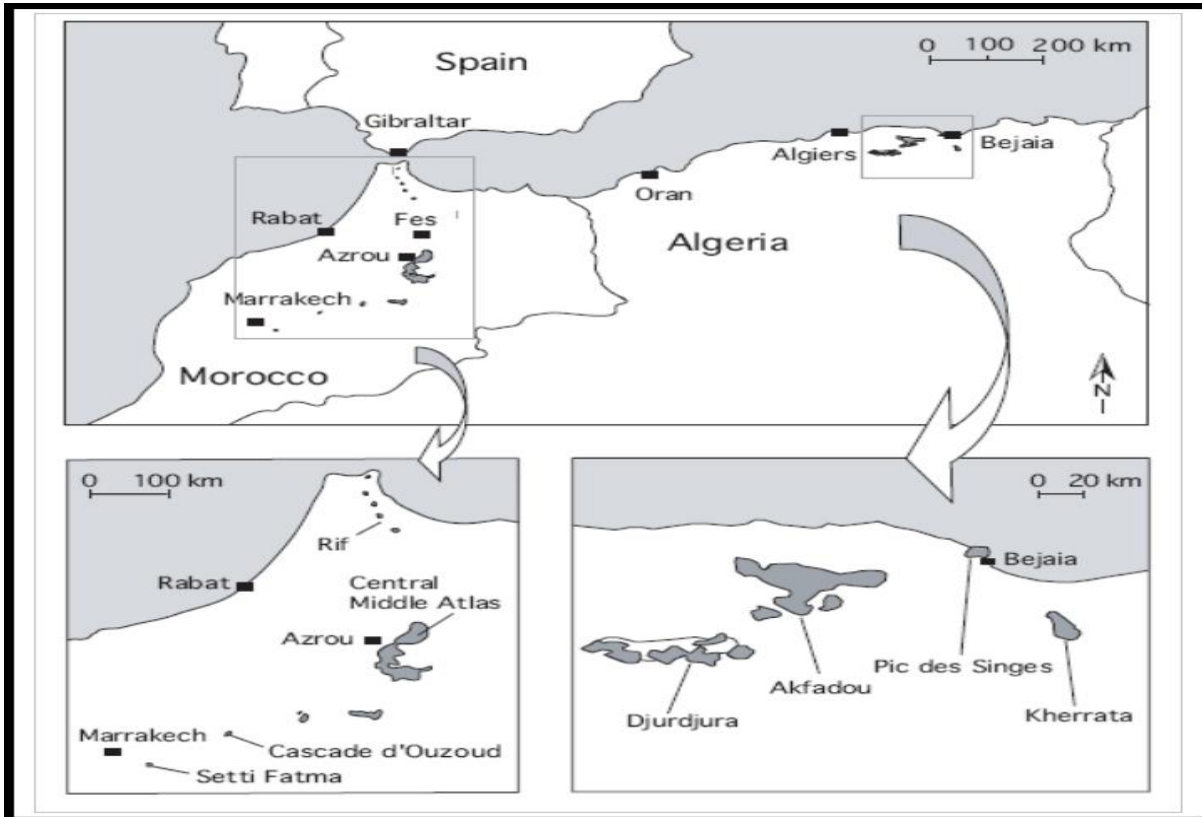 Spain
0 100 200 km
Gibraltar
Algiers
Bejaia
Oran
Rabat
Fes
Azrou
Algeria
Marrakech
Morocco
N
0 100 km
Rif
Rabat
Central
Middle Atlas
Azrou
Marrakech
Cascade d'Ouzoud
Setti Fatma
0 20 km
Bejaia
Pic des Singes
Akfadou
Djurdjura
Kherrata